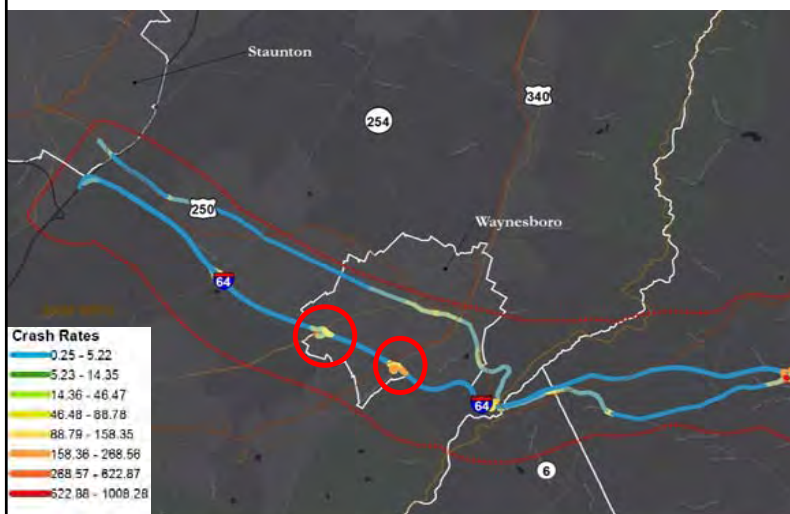 Staunton
340
254
250
Waynesboro
64
64
6
Crash Rates
0.25 - 5.22
5.23 - 14.35
14.36 - 46.47
46.48 - 88.78
88.79 - 158.35
158.36 - 268.56
268.57 - 622.87
622.88 - 1008.28